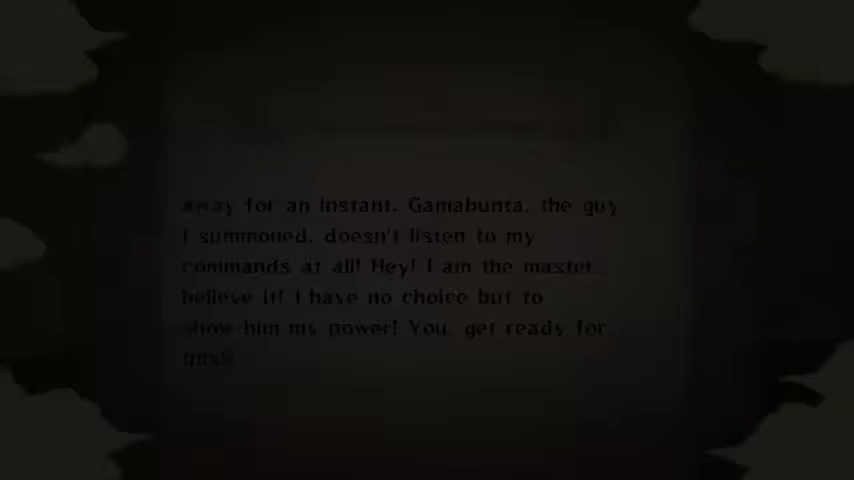 away for an instant. Gamabunta, the guy
I summoned, doesn't listen to my
commands at all! Hey! I am the master,
believe it! I have no choice but to
show him my power! You, get ready for